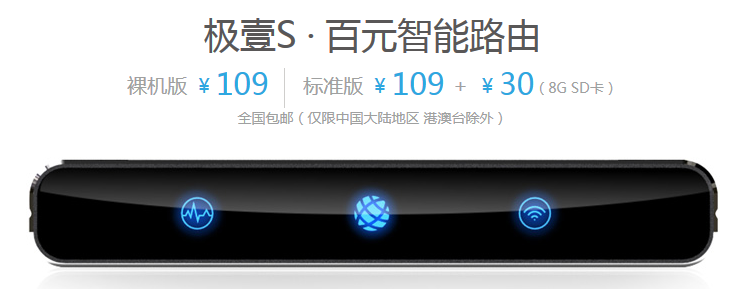 极壹S · 百元智能路由
裸机版 ¥ 109 标准版 ¥ 109 + ¥ 30 ( 8G SD卡 )
全国包邮（仅限中国大陆地区 港澳台除外）